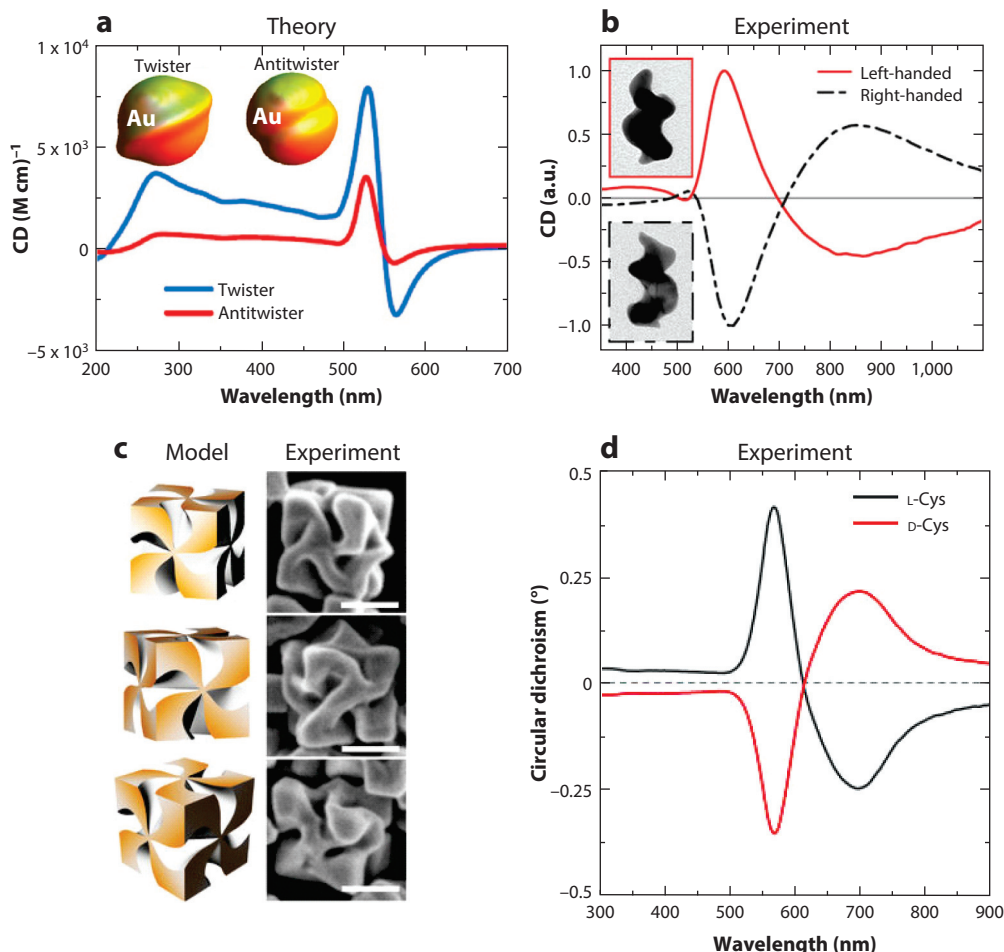 a
Theory
1 x 10⁴
5 x 10³
0
–5 x 10³
CD (M cm)⁻¹
Twister
Antitwister
Au
Au
Twister
Antitwister
200
300
400
500
600
700
Wavelength (nm)
b
Experiment
1.0
0.5
0.0
–0.5
–1.0
CD (a.u.)
Left-handed
Right-handed
400
500
600
700
800
900
1,000
Wavelength (nm)
c
Model
Experiment
d
Experiment
0.5
0.25
0
–0.25
–0.5
Circular dichroism (°)
L-Cys
D-Cys
300
400
500
600
700
800
900
Wavelength (nm)